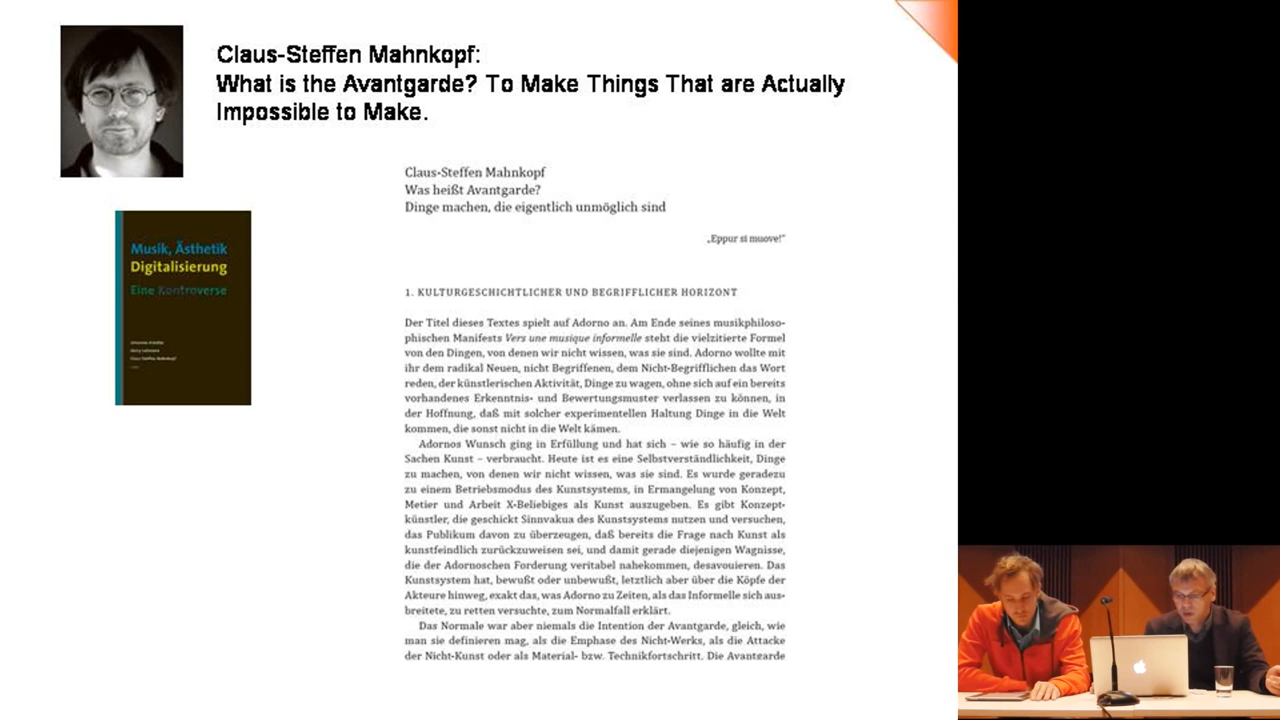 Claus-Steffen Mahnkopf:
What is the Avantgarde? To Make Things That are Actually
Impossible to Make.
Musik, Ästhetik
Digitalisierung
Eine Kontroverse
Claus-Steffen Mahnkopf
Was heißt Avantgarde?
Dinge machen, die eigentlich unmöglich sind
„Eppur si muove!“
1. KULTURGESCHICHTLICHER UND BEGRIFFLICHER HORIZONT
Der Titel dieses Textes spielt auf Adorno an. Am Ende seines musikphiloso-
phischen Manifests Vers une musique informelle steht die vielzitierte Formel
von den Dingen, von denen wir nicht wissen, was sie sind. Adorno wollte mit
ihr dem radikal Neuen, nicht Begriffenen, dem Nicht-Begrifflichen das Wort
reden, der künstlerischen Aktivität, Dinge zu wagen, ohne sich auf ein bereits
vorhandenes Erkenntnis- und Bewertungsmuster verlassen zu können, in
der Hoffnung, daß mit solcher experimentellen Haltung Dinge in die Welt
kommen, die sonst nicht in die Welt kämen.
Adornos Wunsch ging in Erfüllung und hat sich – wie so häufig in der
Sachen Kunst – verbraucht. Heute ist es eine Selbstverständlichkeit, Dinge
zu machen, von denen wir nicht wissen, was sie sind. Es wurde geradezu
zu einem Betriebsmodus des Kunstsystems, in Ermangelung von Konzept,
Metier und Arbeit X-Beliebiges als Kunst auszugeben. Es gibt Konzept-
künstler, die geschickt Sinnvakua des Kunstsystems nutzen und versuchen,
das Publikum davon zu überzeugen, daß bereits die Frage nach Kunst als
kunstfeindlich zurückzuweisen sei, und damit gerade diejenigen Wagnisse,
die der Adornoschen Forderung veritabel nahekommen, desavouieren. Das
Kunstsystem hat, bewußt oder unbewußt, letztlich aber über die Köpfe der
Akteure hinweg, exakt das, was Adorno zu Zeiten, als das Informelle sich aus-
breitete, zu retten versuchte, zum Normalfall erklärt.
Das Normale war aber niemals die Intention der Avantgarde, gleich, wie
man sie definieren mag, als die Emphase des Nicht-Werks, als die Attacke
der Nicht-Kunst oder als Material- bzw. Technikfortschritt. Die Avantgarde